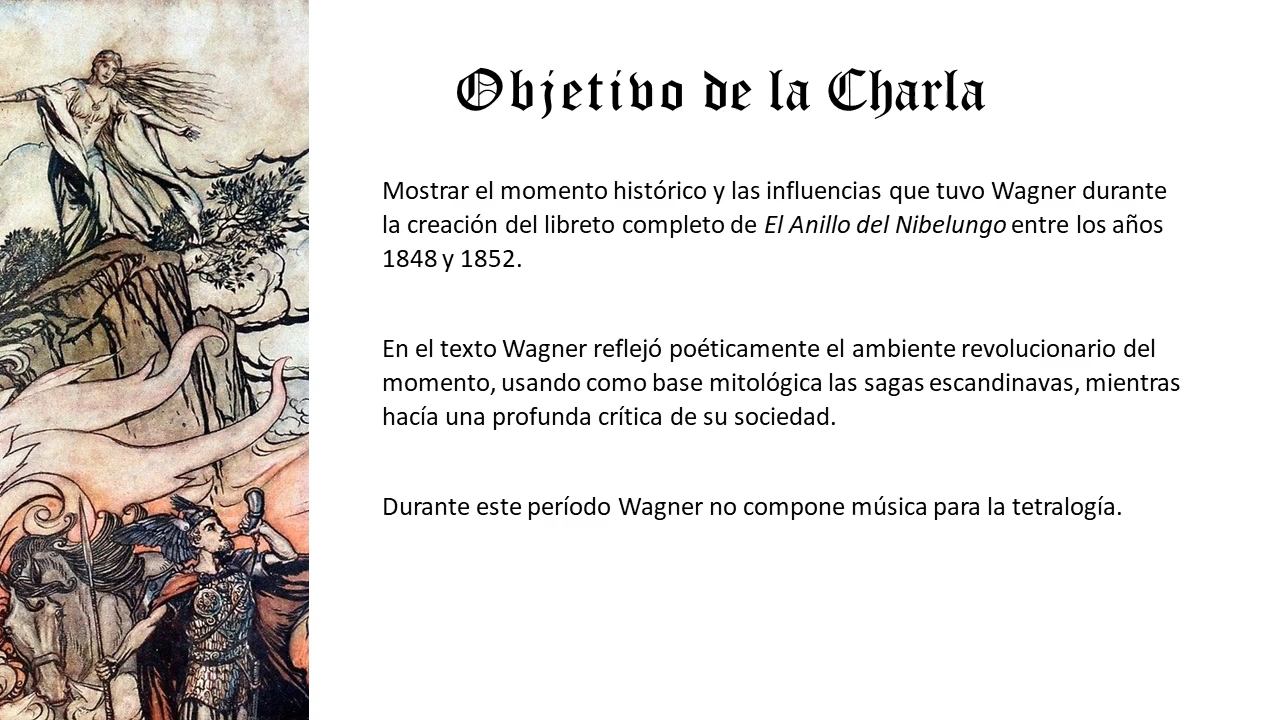 Objetivo de la Charla
Mostrar el momento histórico y las influencias que tuvo Wagner durante
la creación del libreto completo de El Anillo del Nibelungo entre los años
1848 y 1852.
En el texto Wagner reflejó poéticamente el ambiente revolucionario del
momento, usando como base mitológica las sagas escandinavas, mientras
hacía una profunda crítica de su sociedad.
Durante este período Wagner no compone música para la tetralogía.